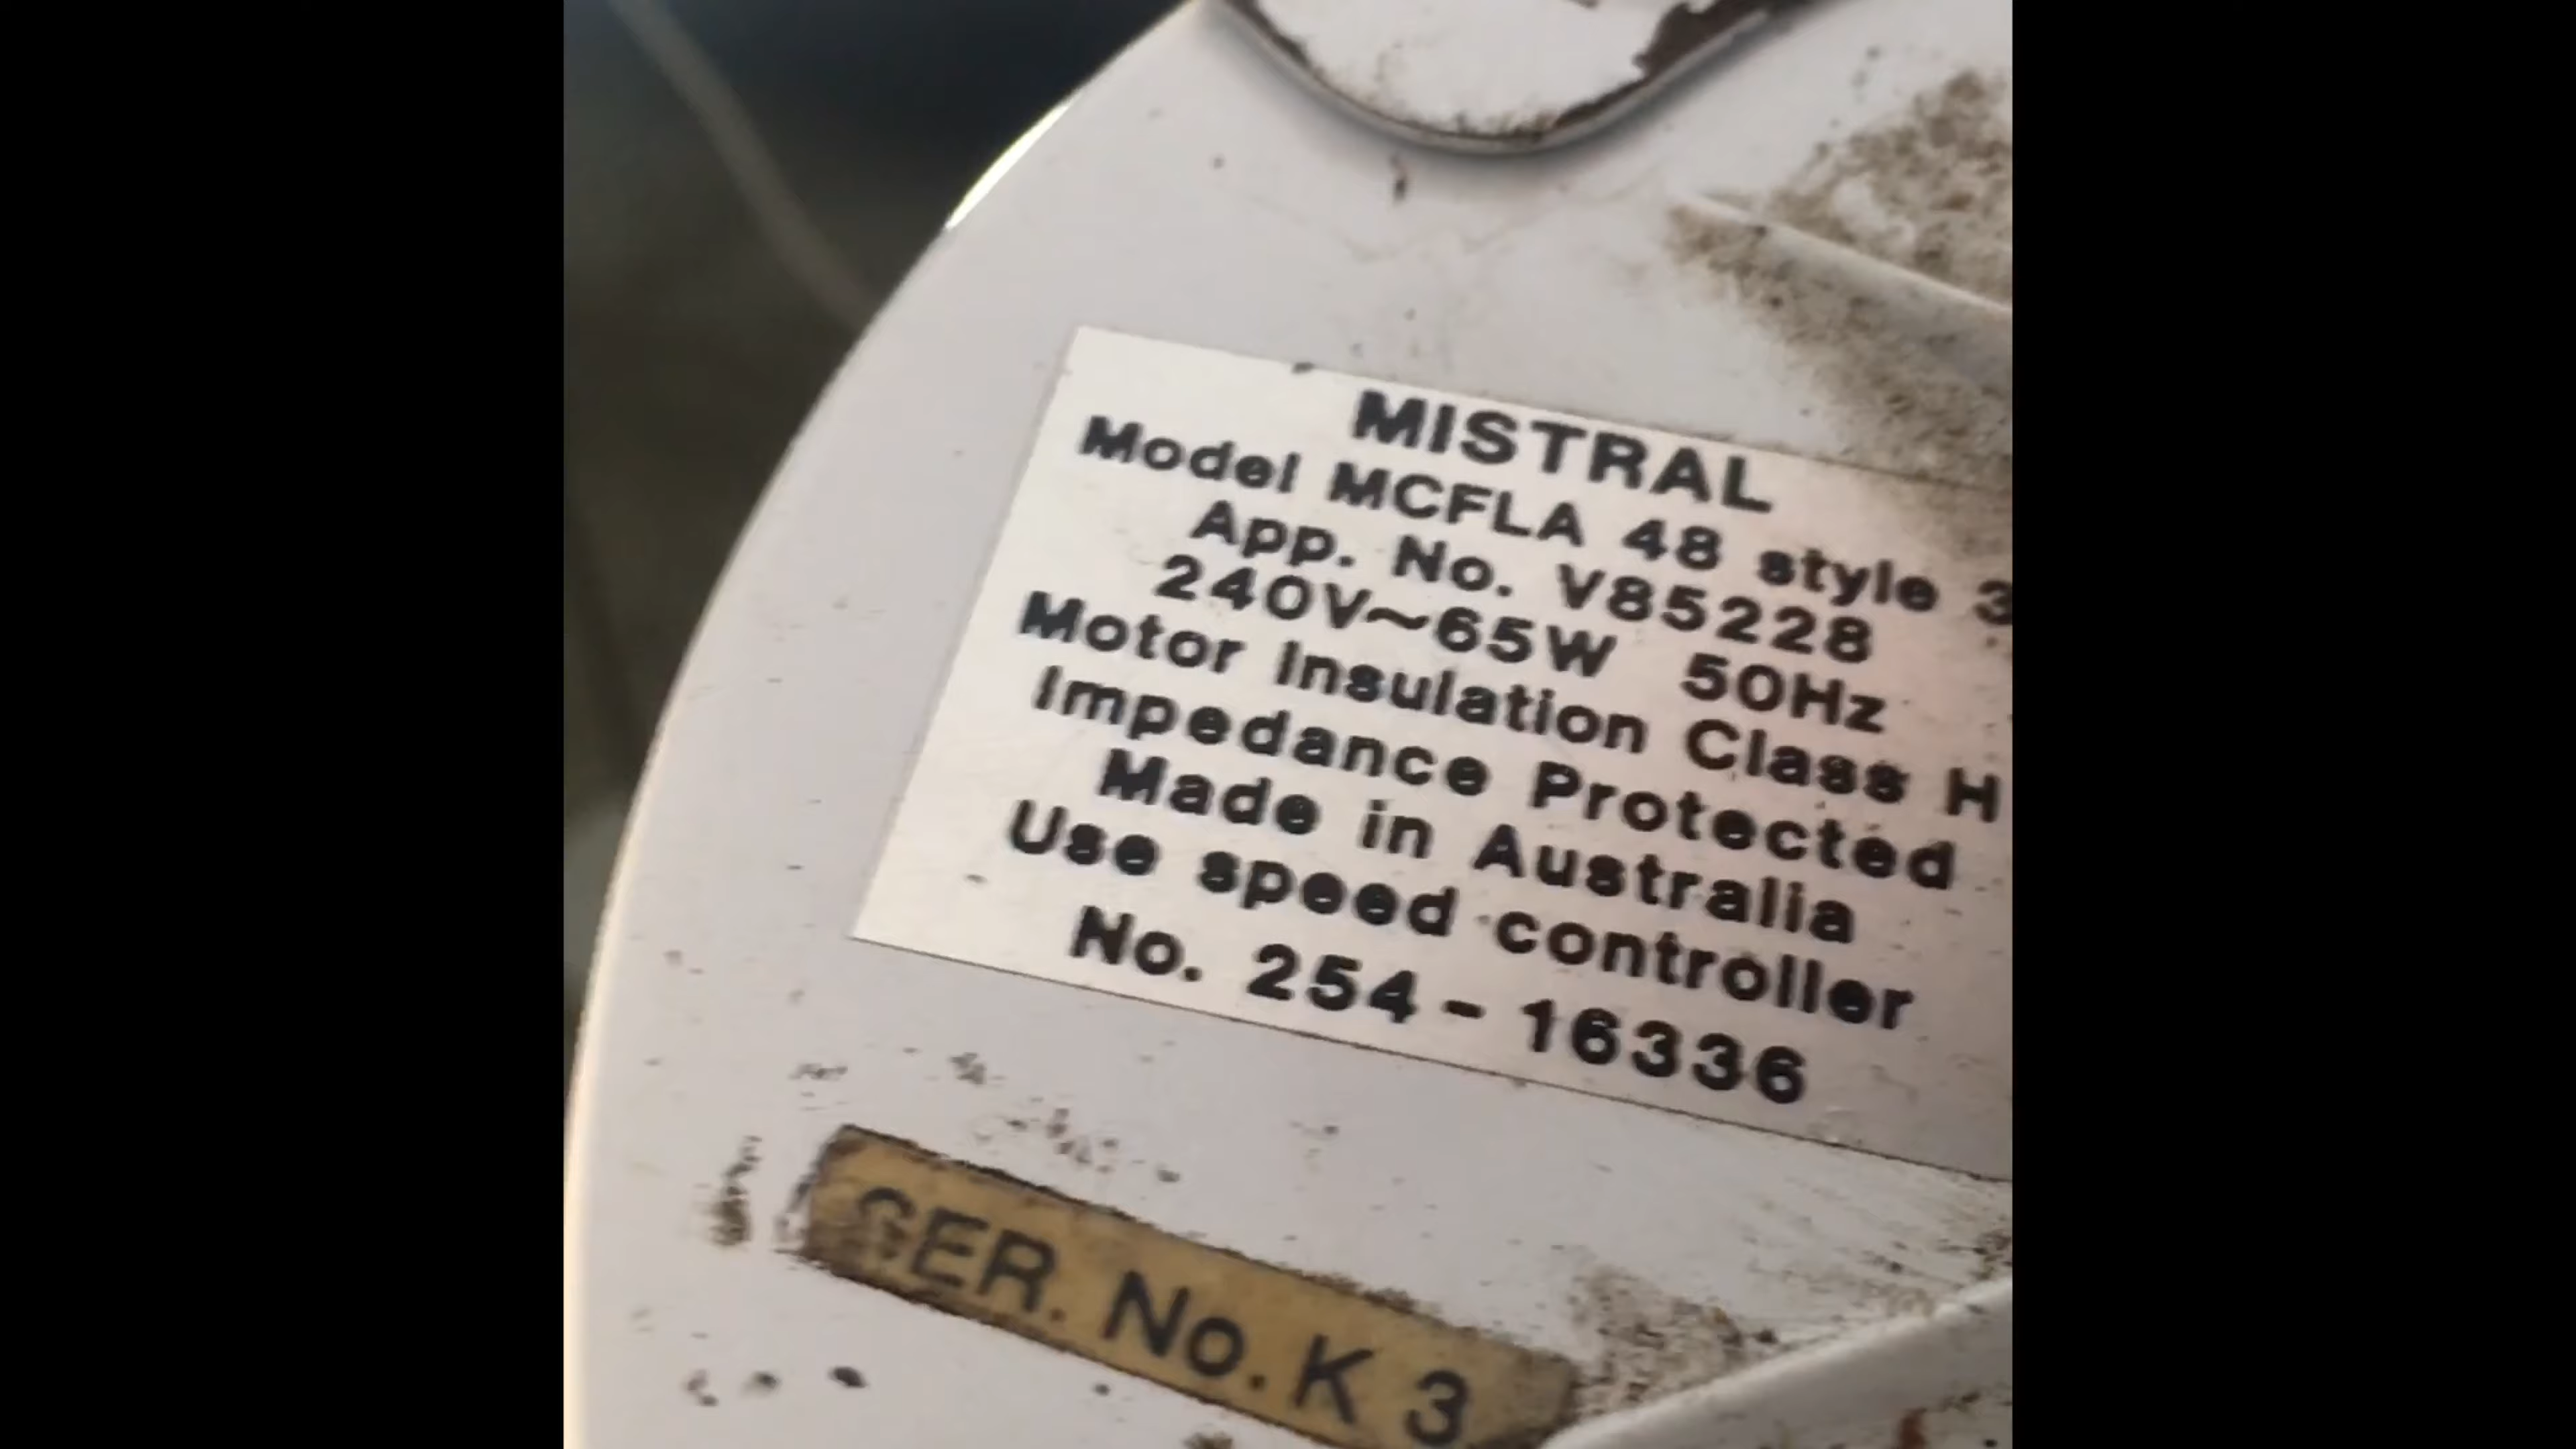 MISTRAL
Model MCFLA 48 style 3
App. No. V85228
240V~65W 50Hz
Motor Insulation Class H
Impedance Protected
Made in Australia
Use speed controller
No. 254-16336
SER. No. K 3